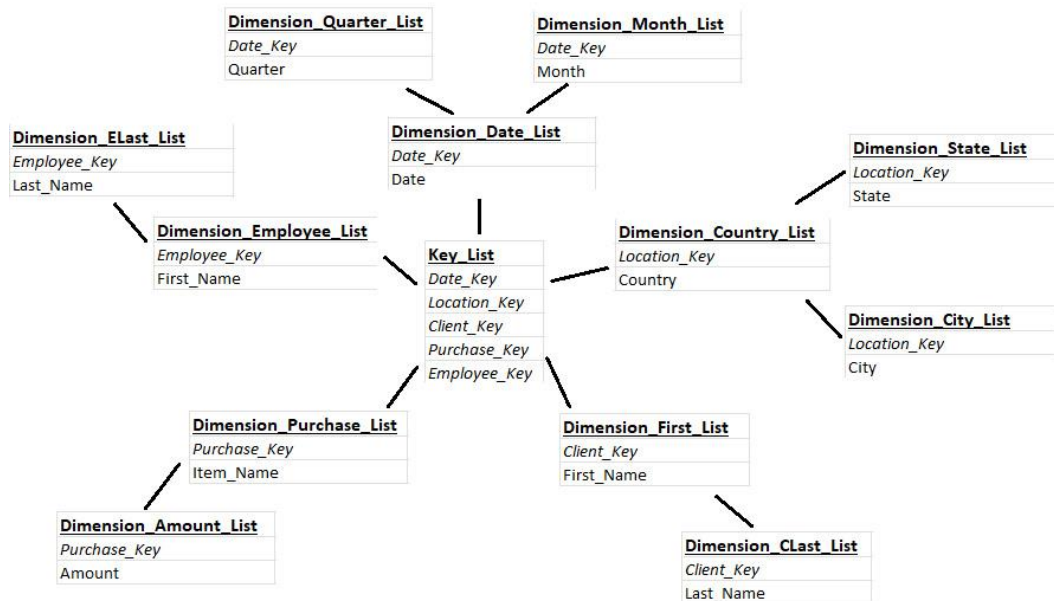 Dimension_Quarter_List
Date_Key
Quarter
Dimension_Month_List
Date_Key
Month
Dimension_ELast_List
Employee_Key
Last_Name
Dimension_Date_List
Date_Key
Date
Dimension_State_List
Location_Key
State
Dimension_Employee_List
Employee_Key
First_Name
Key_List
Date_Key
Location_Key
Client_Key
Purchase_Key
Employee_Key
Dimension_Country_List
Location_Key
Country
Dimension_City_List
Location_Key
City
Dimension_Purchase_List
Purchase_Key
Item_Name
Dimension_First_List
Client_Key
First_Name
Dimension_Amount_List
Purchase_Key
Amount
Dimension_CLast_List
Client_Key
Last_Name